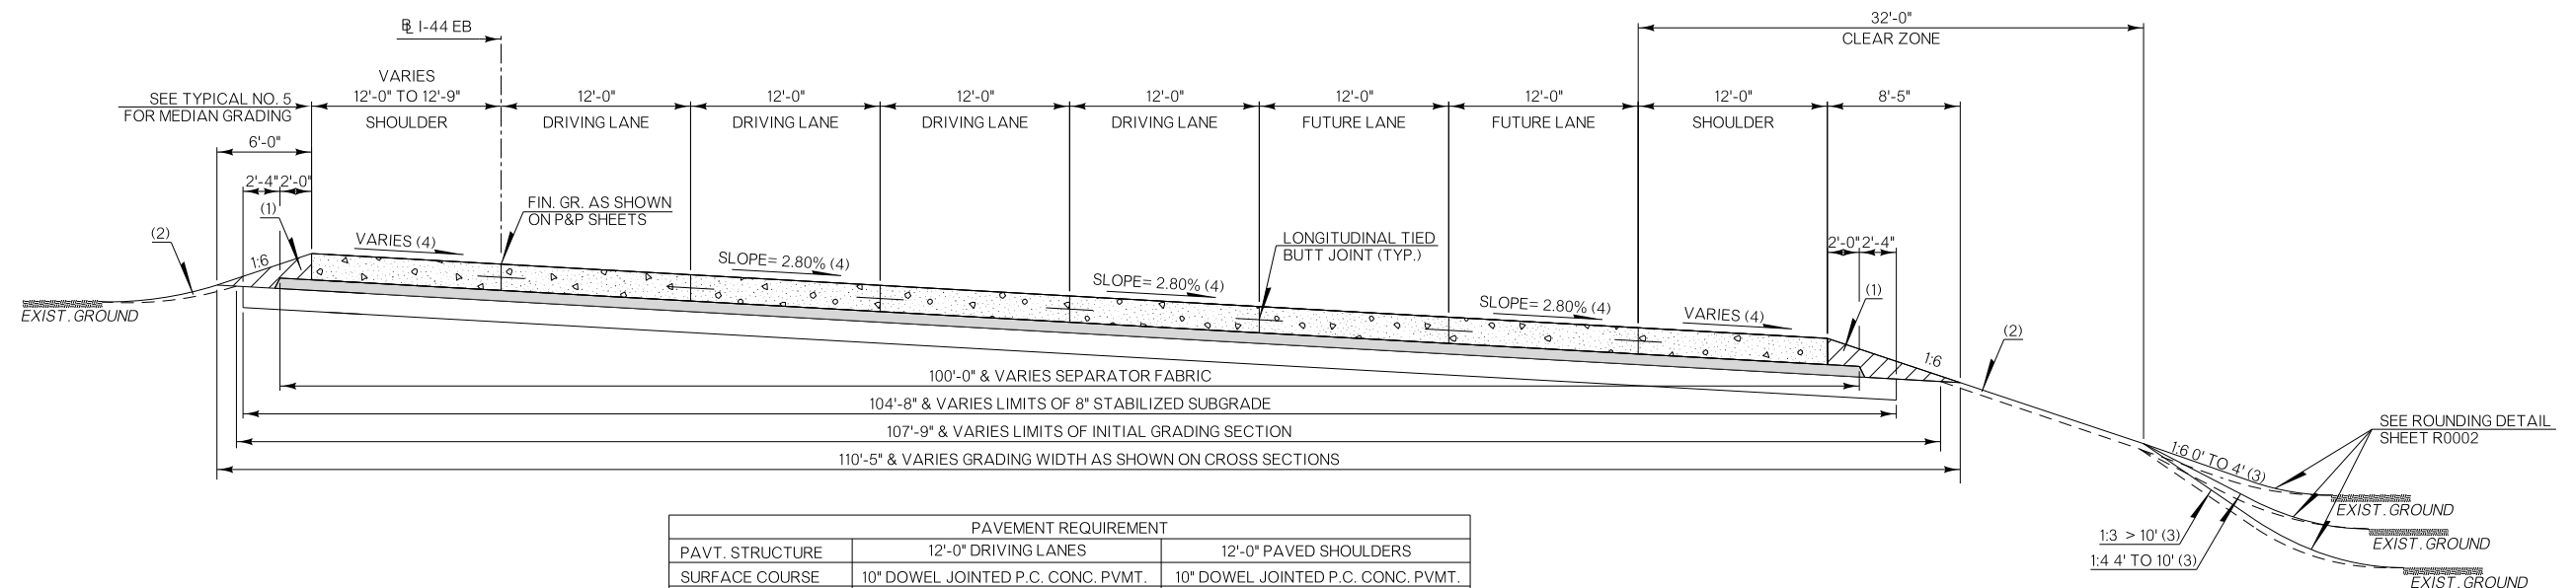 ℄ I-44 EB
32'-0"
CLEAR ZONE
SEE TYPICAL NO. 5
FOR MEDIAN GRADING
VARIES
12'-0" TO 12'-9"
SHOULDER
12'-0"
DRIVING LANE
12'-0"
DRIVING LANE
12'-0"
DRIVING LANE
12'-0"
DRIVING LANE
12'-0"
FUTURE LANE
12'-0"
FUTURE LANE
12'-0"
SHOULDER
8'-5"
6'-0"
2'-4" 2'-0"
(1)
(2)
1:6
EXIST. GROUND
VARIES (4)
FIN. GR. AS SHOWN
ON P&P SHEETS
SLOPE= 2.80% (4)
SLOPE= 2.80% (4)
LONGITUDINAL TIED
BUTT JOINT (TYP.)
SLOPE= 2.80% (4)
VARIES (4)
2'-0" 2'-4"
(1)
1:6
(2)
100'-0" & VARIES SEPARATOR FABRIC
104'-8" & VARIES LIMITS OF 8" STABILIZED SUBGRADE
107'-9" & VARIES LIMITS OF INITIAL GRADING SECTION
110'-5" & VARIES GRADING WIDTH AS SHOWN ON CROSS SECTIONS
SEE ROUNDING DETAIL
SHEET R0002
1:6 0' TO 4' (3)
EXIST. GROUND
1:3 > 10' (3)
EXIST. GROUND
1:4 4' TO 10' (3)
EXIST. GROUND
PAVEMENT REQUIREMENT
PAVT. STRUCTURE 12'-0" DRIVING LANES 12'-0" PAVED SHOULDERS
SURFACE COURSE 10" DOWEL JOINTED P.C. CONC. PVMT. 10" DOWEL JOINTED P.C. CONC. PVMT.